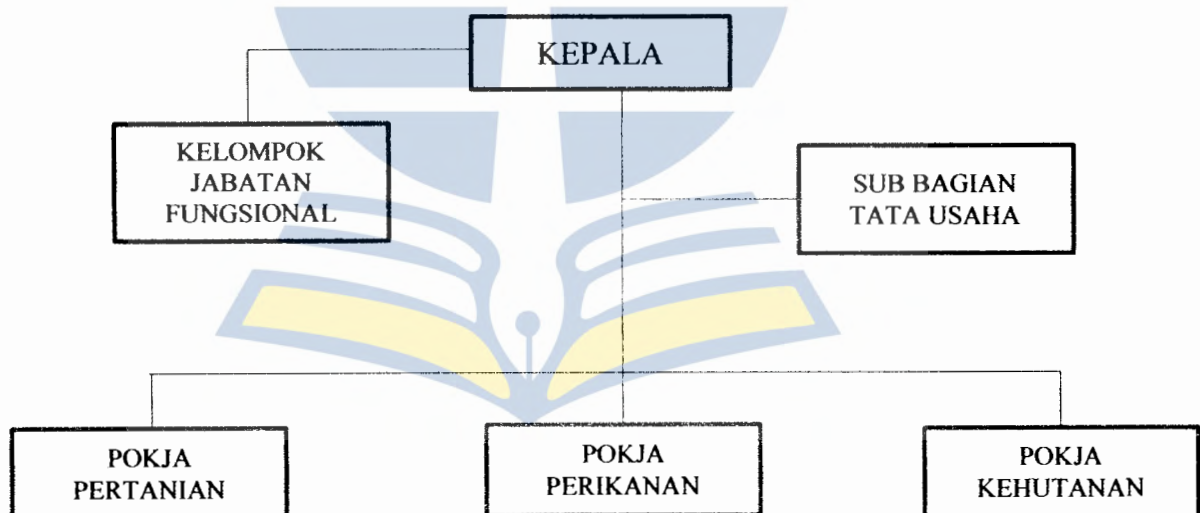 KEPALA
KELOMPOK
JABATAN
FUNGSIONAL
SUB BAGIAN
TATA USAHA
POKJA
PERTANIAN
POKJA
PERIKANAN
POKJA
KEHUTANAN